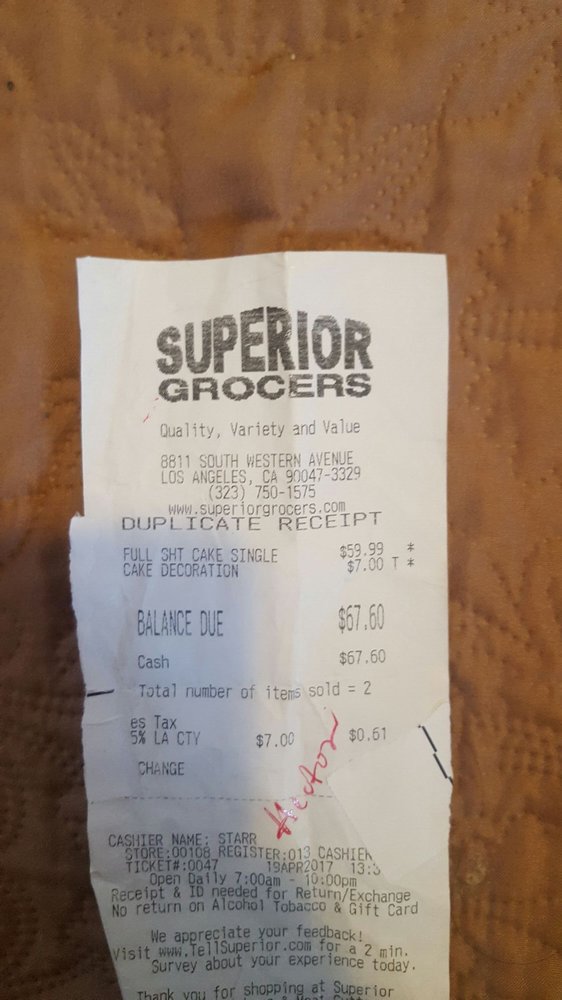 SUPERIOR
GROCERS
Quality, Variety and Value
8811 SOUTH WESTERN AVENUE
LOS ANGELES, CA 90047-3329
(323) 750-1575
www.superiorgrocers.com
DUPLICATE RECEIPT
FULL SHT CAKE SINGLE $59.99 *
CAKE DECORATION $7.00 T *
BALANCE DUE $67.60
Cash $67.60
Total number of items sold = 2
es Tax
5% LA CTY $7.00 $0.61
CHANGE
Hector
CASHIER NAME: STARR
STORE:00108 REGISTER:013 CASHIER
TICKET#:0047 19APR2017 13:5
Open Daily 7:00am - 10:00pm
Receipt & ID needed for Return/Exchange
No return on Alcohol Tobacco & Gift Card
We appreciate your feedback!
Visit www.TellSuperior.com for a 2 min.
Survey about your experience today.
Thank you for shopping at Superior